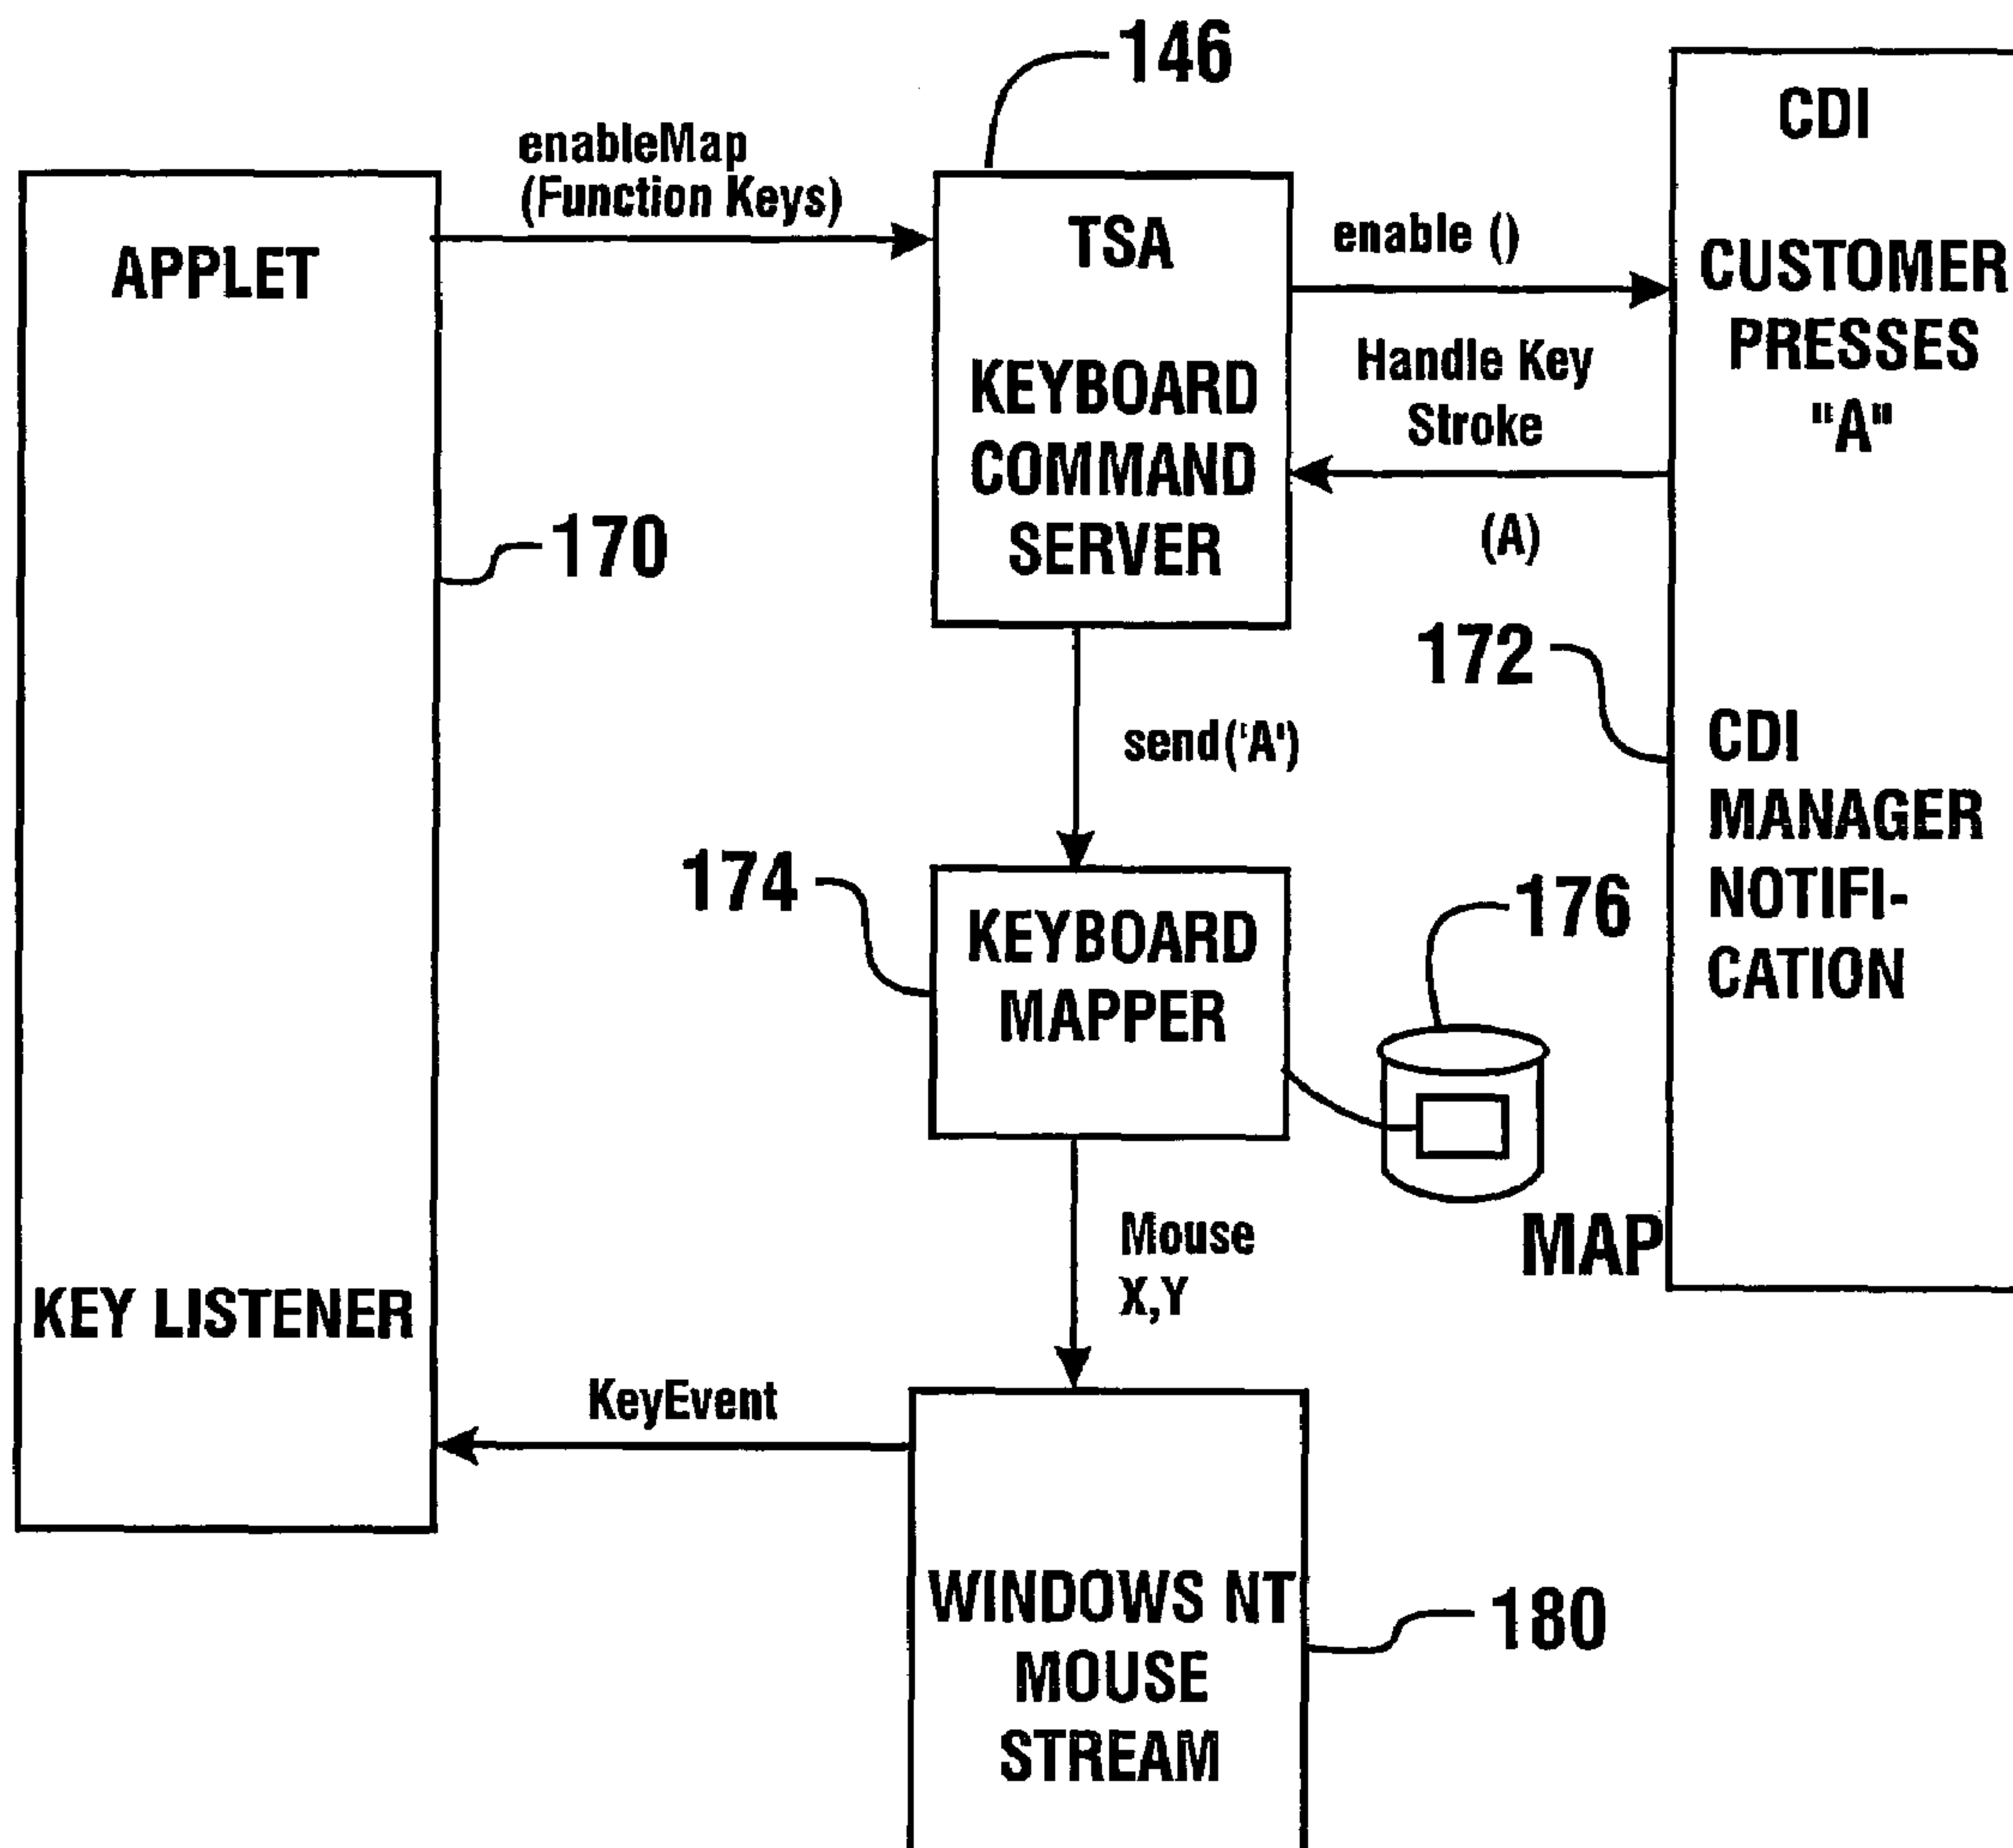 146
CDI
enableMap
(Function Keys)
APPLET
TSA
enable ()
CUSTOMER
PRESSES
"A"
KEYBOARD
COMMAND
SERVER
Handle Key
Stroke
(A)
170
172
send('A')
CDI
MANAGER
NOTIFI-
CATION
174
KEYBOARD
MAPPER
176
MAP
Mouse
X,Y
KEY LISTENER
KeyEvent
WINDOWS NT
MOUSE
STREAM
180